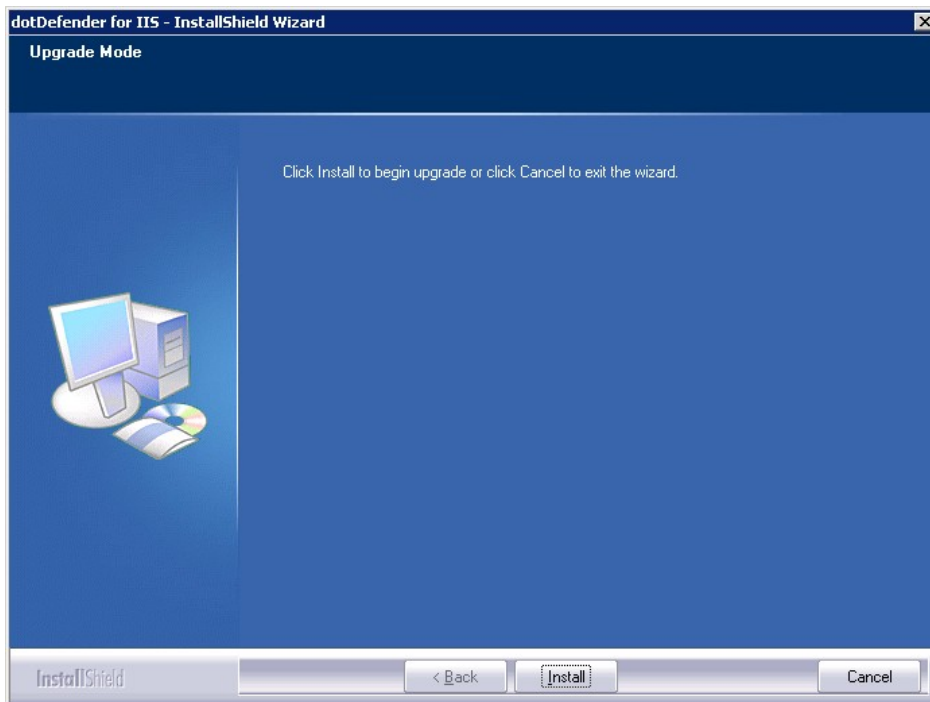 dotDefender for IIS - InstallShield Wizard
Upgrade Mode
Click Install to begin upgrade or click Cancel to exit the wizard.
InstallShield
< Back
Install
Cancel